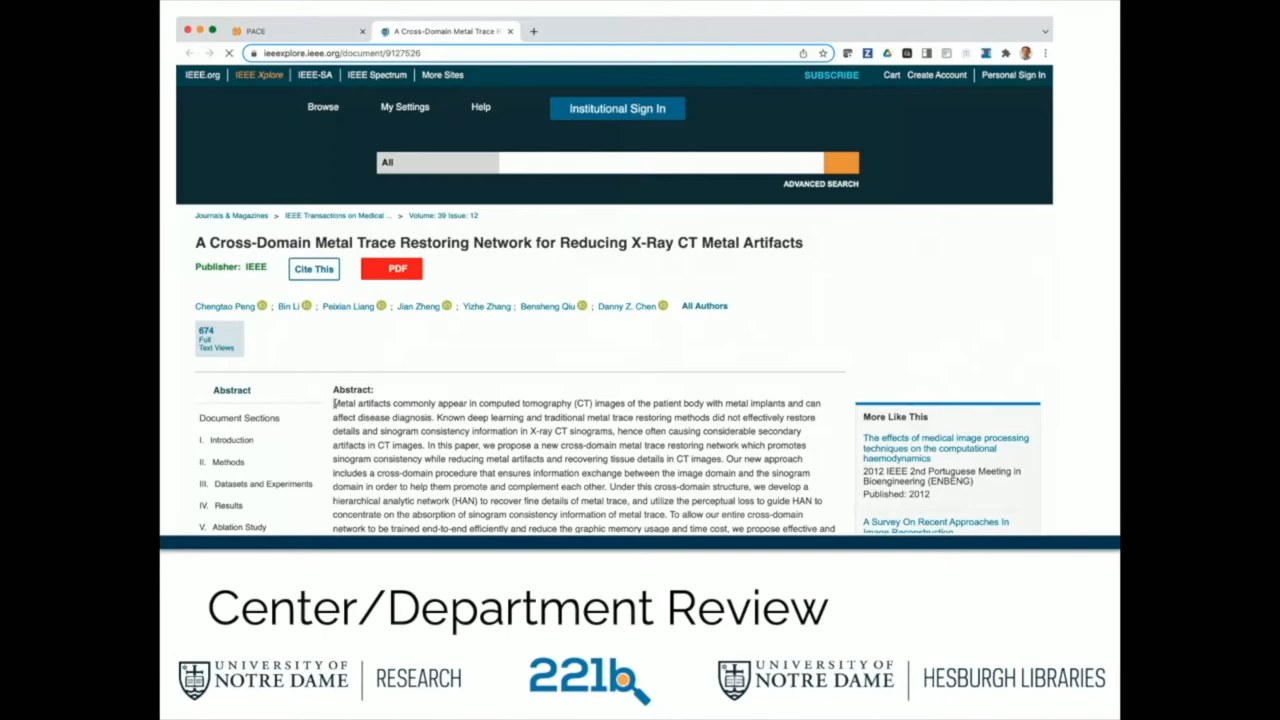 PACE
A Cross-Domain Metal Trace R
ieeexplore.ieee.org/document/9127526
IEEE.org | IEEE Xplore | IEEE-SA | IEEE Spectrum | More Sites
SUBSCRIBE
Cart Create Account | Personal Sign In
Browse My Settings Help
Institutional Sign In
All
ADVANCED SEARCH
Journals & Magazines > IEEE Transactions on Medical ... > Volume: 39 Issue: 12
A Cross-Domain Metal Trace Restoring Network for Reducing X-Ray CT Metal Artifacts
Publisher: IEEE
Cite This
PDF
Chengtao Peng ; Bin Li ; Peixian Liang ; Jian Zheng ; Yizhe Zhang ; Bensheng Qiu ; Danny Z. Chen All Authors
674
Full
Text Views
Abstract
Document Sections
I. Introduction
II. Methods
III. Datasets and Experiments
IV. Results
V. Ablation Study
Abstract:
Metal artifacts commonly appear in computed tomography (CT) images of the patient body with metal implants and can
affect disease diagnosis. Known deep learning and traditional metal trace restoring methods did not effectively restore
details and sinogram consistency information in X-ray CT sinograms, hence often causing considerable secondary
artifacts in CT images. In this paper, we propose a new cross-domain metal trace restoring network which promotes
sinogram consistency while reducing metal artifacts and recovering tissue details in CT images. Our new approach
includes a cross-domain procedure that ensures information exchange between the image domain and the sinogram
domain in order to help them promote and complement each other. Under this cross-domain structure, we develop a
hierarchical analytic network (HAN) to recover fine details of metal trace, and utilize the perceptual loss to guide HAN to
concentrate on the absorption of sinogram consistency information of metal trace. To allow our entire cross-domain
network to be trained end-to-end efficiently and reduce the graphic memory usage and time cost, we propose effective and
More Like This
The effects of medical image processing
techniques on the computational
haemodynamics
2012 IEEE 2nd Portuguese Meeting in
Bioengineering (ENBENG)
Published: 2012
A Survey On Recent Approaches In
Image Reconstruction
Center/Department Review
UNIVERSITY OF
NOTRE DAME
RESEARCH
221b
UNIVERSITY OF
NOTRE DAME
HESBURGH LIBRARIES